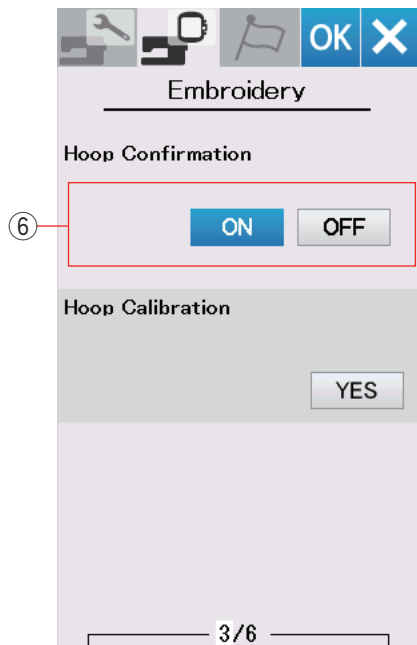 OK X
Embroidery
Hoop Confirmation
⑥
ON OFF
Hoop Calibration
YES
3/6